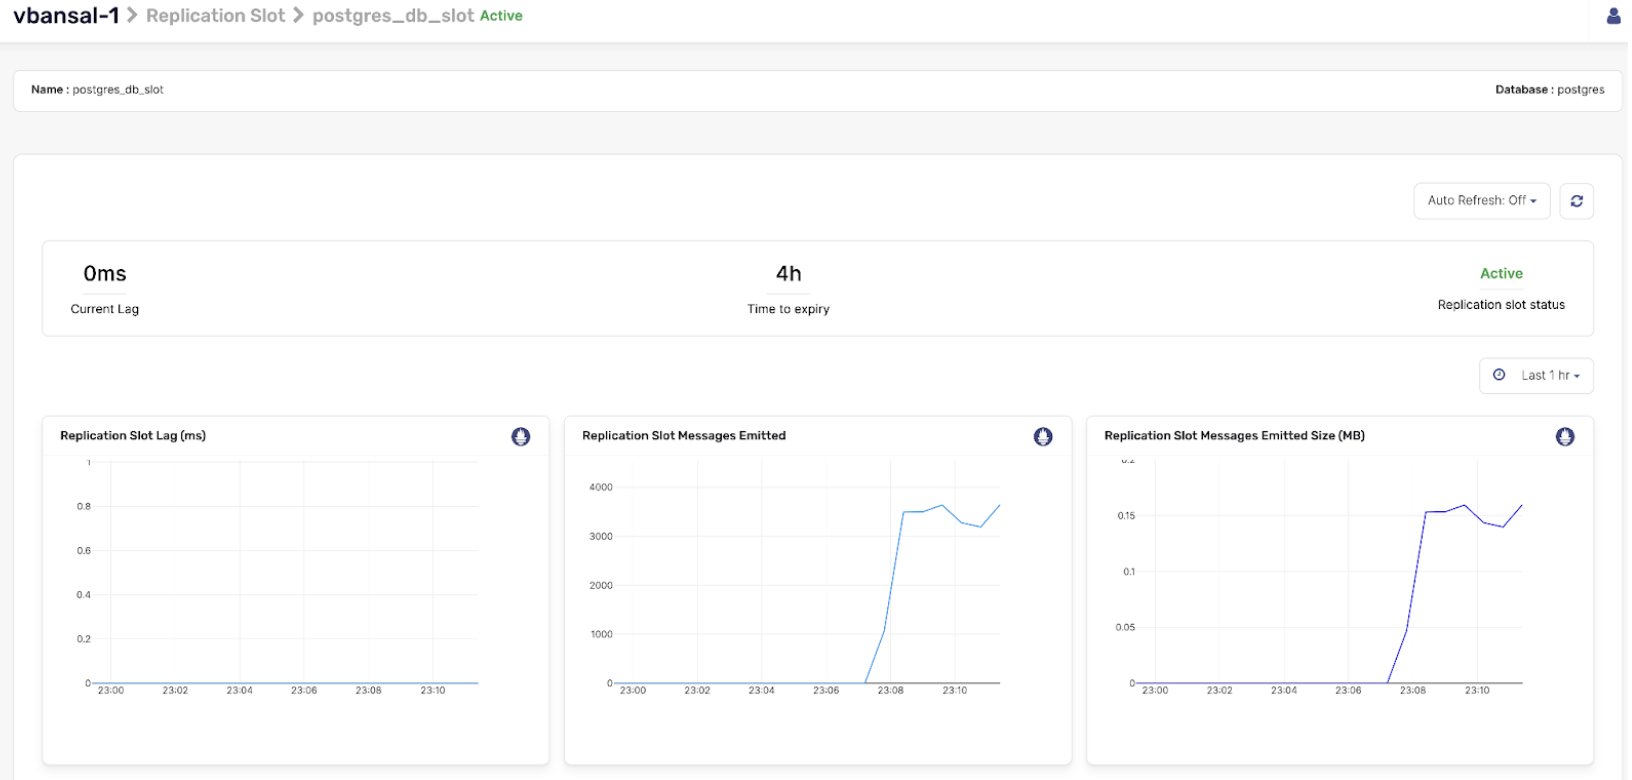 vbansal-1 > Replication Slot > postgres_db_slot Active
Name : postgres_db_slot
Database : postgres
Auto Refresh: Off
0ms
Current Lag
4h
Time to expiry
Active
Replication slot status
Last 1 hr
Replication Slot Lag (ms)
1
0.8
0.6
0.4
0.2
0
23:00 23:02 23:04 23:06 23:08 23:10
Replication Slot Messages Emitted
4000
3000
2000
1000
0
23:00 23:02 23:04 23:06 23:08 23:10
Replication Slot Messages Emitted Size (MB)
0.2
0.15
0.1
0.05
0
23:00 23:02 23:04 23:06 23:08 23:10